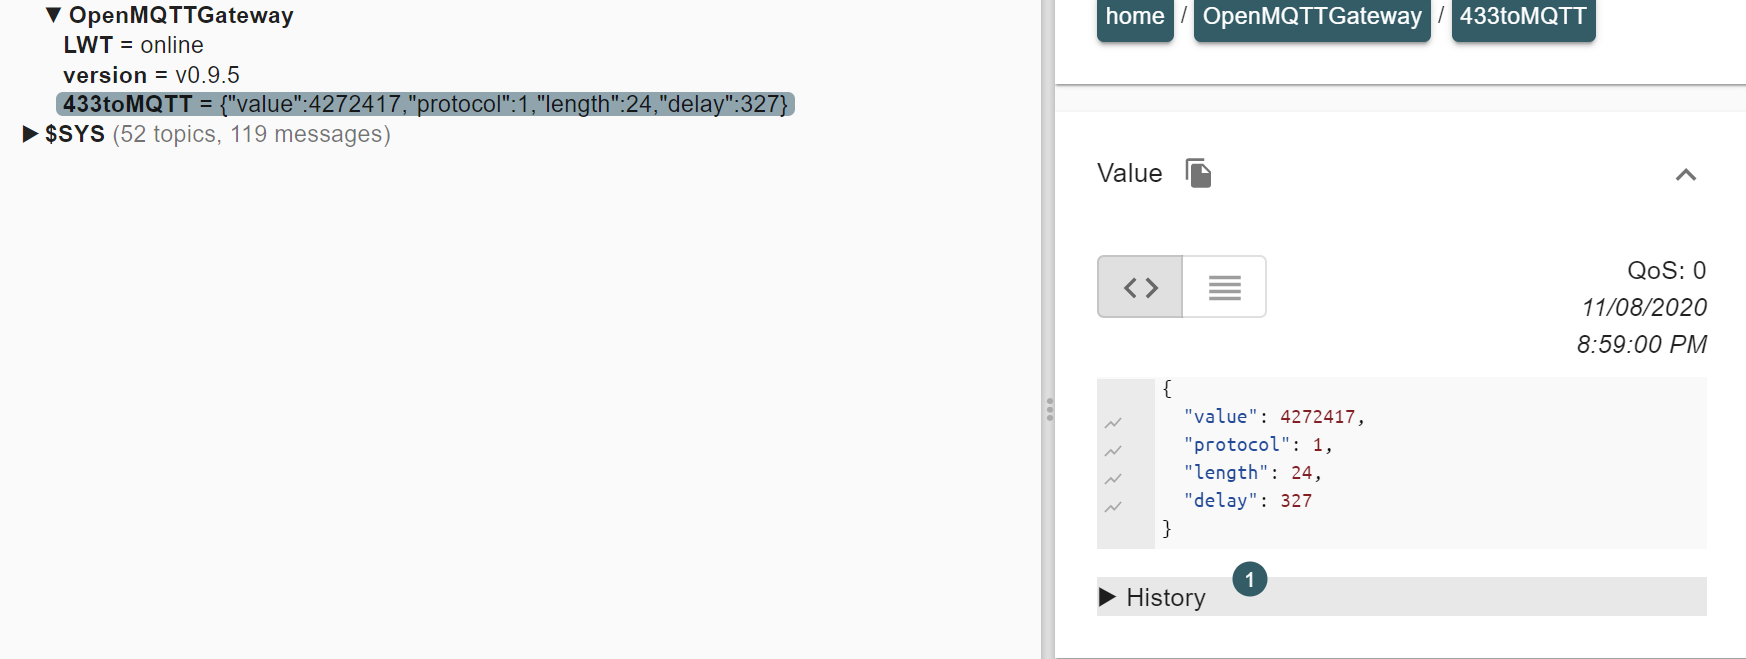 ▼ OpenMQTTGateway
LWT = online
version = v0.9.5
433toMQTT = {"value":4272417,"protocol":1,"length":24,"delay":327}
▶ $SYS (52 topics, 119 messages)
home / OpenMQTTGateway / 433toMQTT
Value
QoS: 0
11/08/2020
8:59:00 PM
{
"value": 4272417,
"protocol": 1,
"length": 24,
"delay": 327
}
▶ History 1